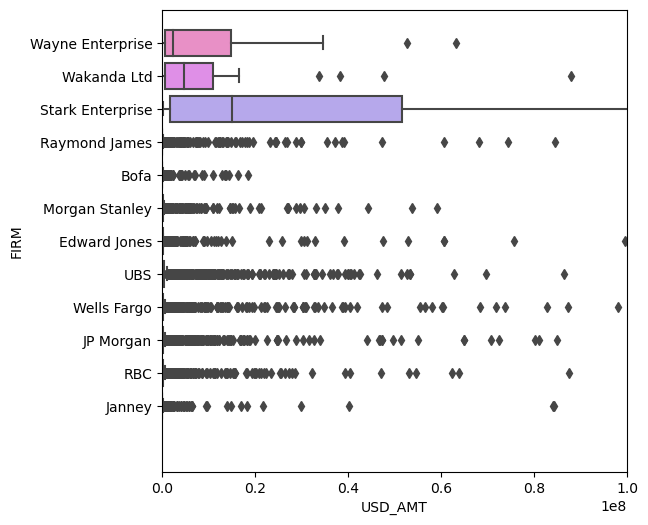 Wayne Enterprise
Wakanda Ltd
Stark Enterprise
Raymond James
Bofa
Morgan Stanley
Edward Jones
UBS
Wells Fargo
JP Morgan
RBC
Janney
FIRM
0.0 0.2 0.4 0.6 0.8 1.0
USD_AMT
1e8